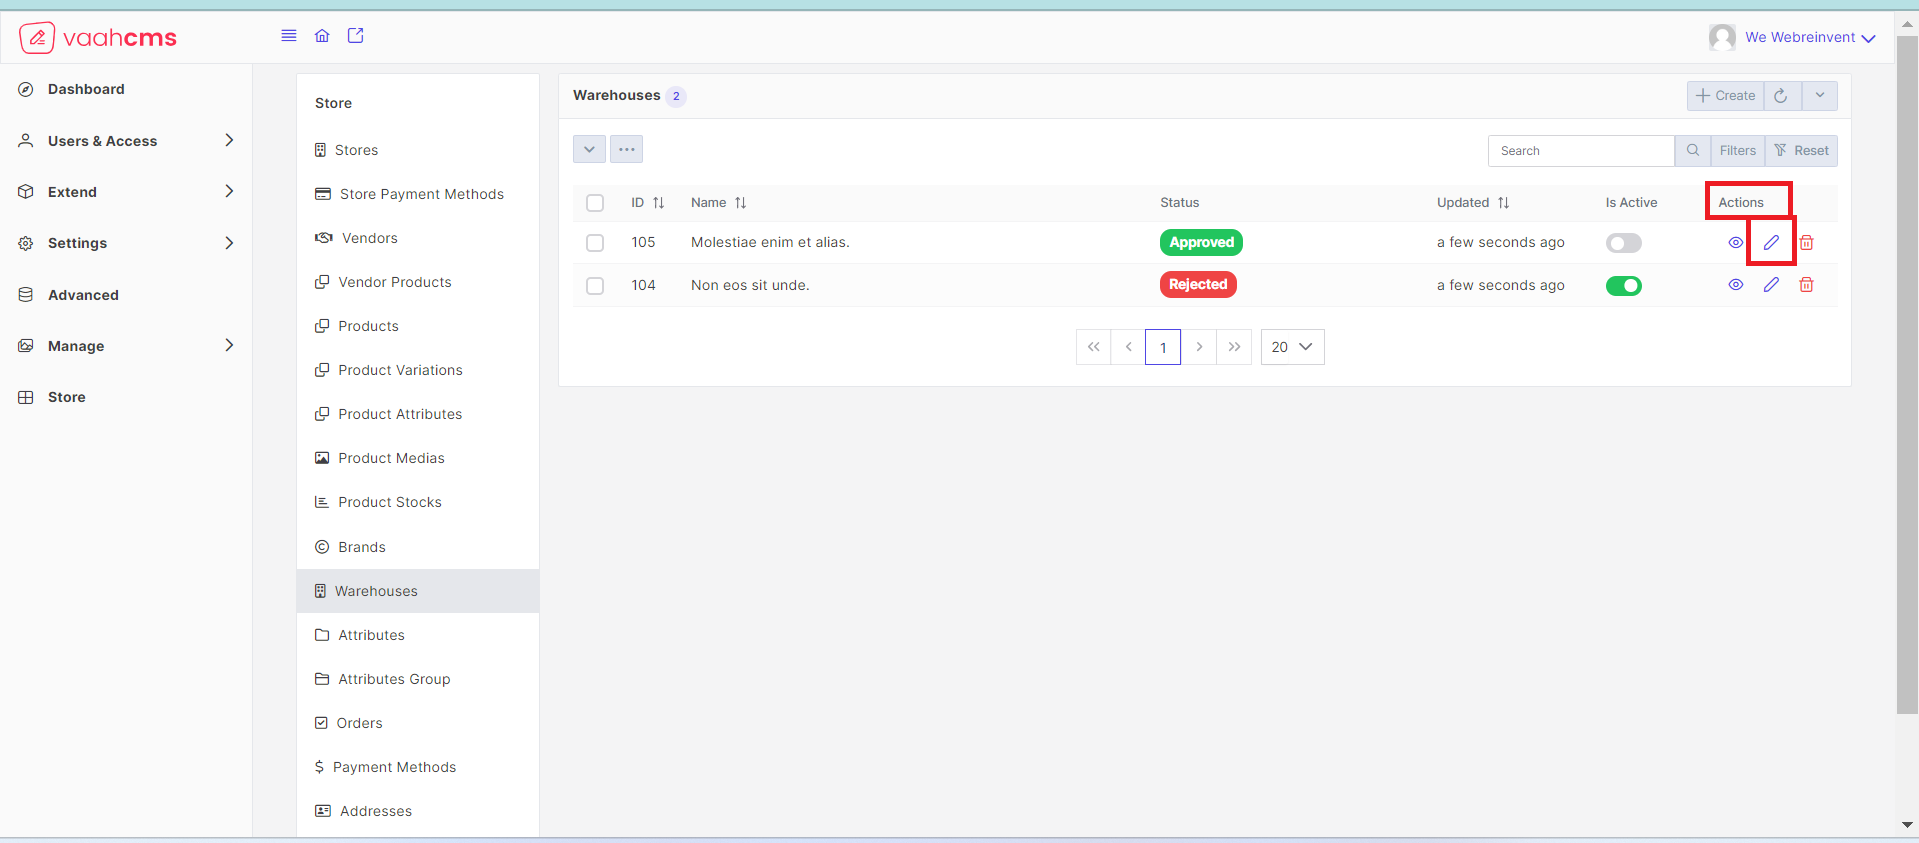 vaahcms
We Webreinvent
Dashboard
Users & Access
Extend
Settings
Advanced
Manage
Store
Store
Stores
Store Payment Methods
Vendors
Vendor Products
Products
Product Variations
Product Attributes
Product Medias
Product Stocks
Brands
Warehouses
Attributes
Attributes Group
Orders
Payment Methods
Addresses
Warehouses 2
Create
Search Filters Reset
ID Name Status Updated Is Active Actions
105 Molestiae enim et alias. Approved a few seconds ago
104 Non eos sit unde. Rejected a few seconds ago
1 20